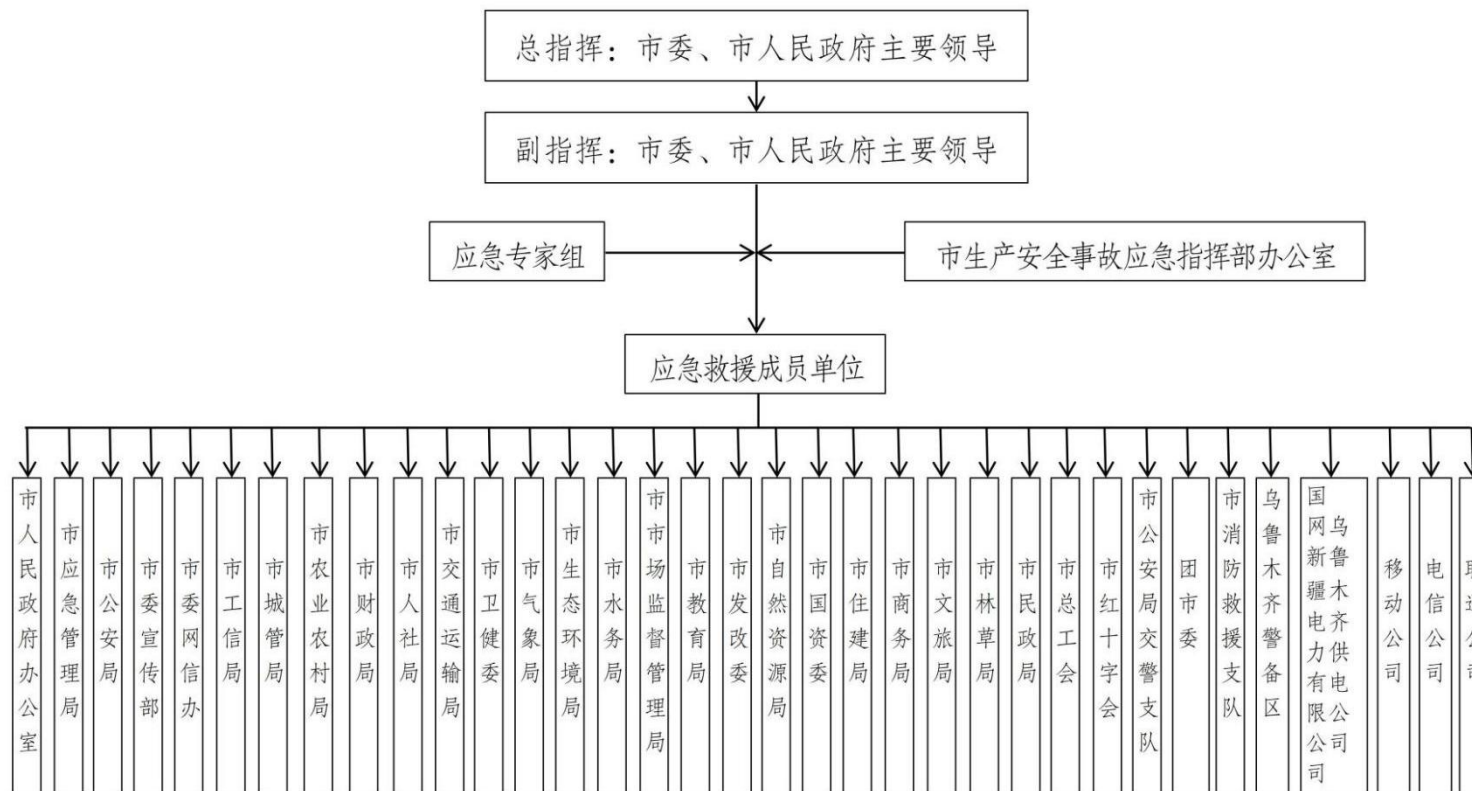 总指挥：市委、市人民政府主要领导
副指挥：市委、市人民政府主要领导
应急专家组
市生产安全事故应急指挥部办公室
应急救援成员单位
市人民政府办公室
市应急管理局
市公安局
市委宣传部
市委网信办
市工信局
市城管局
市农业农村局
市财政局
市人社局
市交通运输局
市卫健委
市气象局
市生态环境局
市水务局
市市场监督管理局
市教育局
市发改委
市自然资源局
市国资委
市住建局
市商务局
市文旅局
市林草局
市民政局
市总工会
市红十字会
市公安局交警支队
团市委
市消防救援支队
乌鲁木齐警备区
国网新疆电力有限公司
乌鲁木齐供电公司
移动公司
电信公司